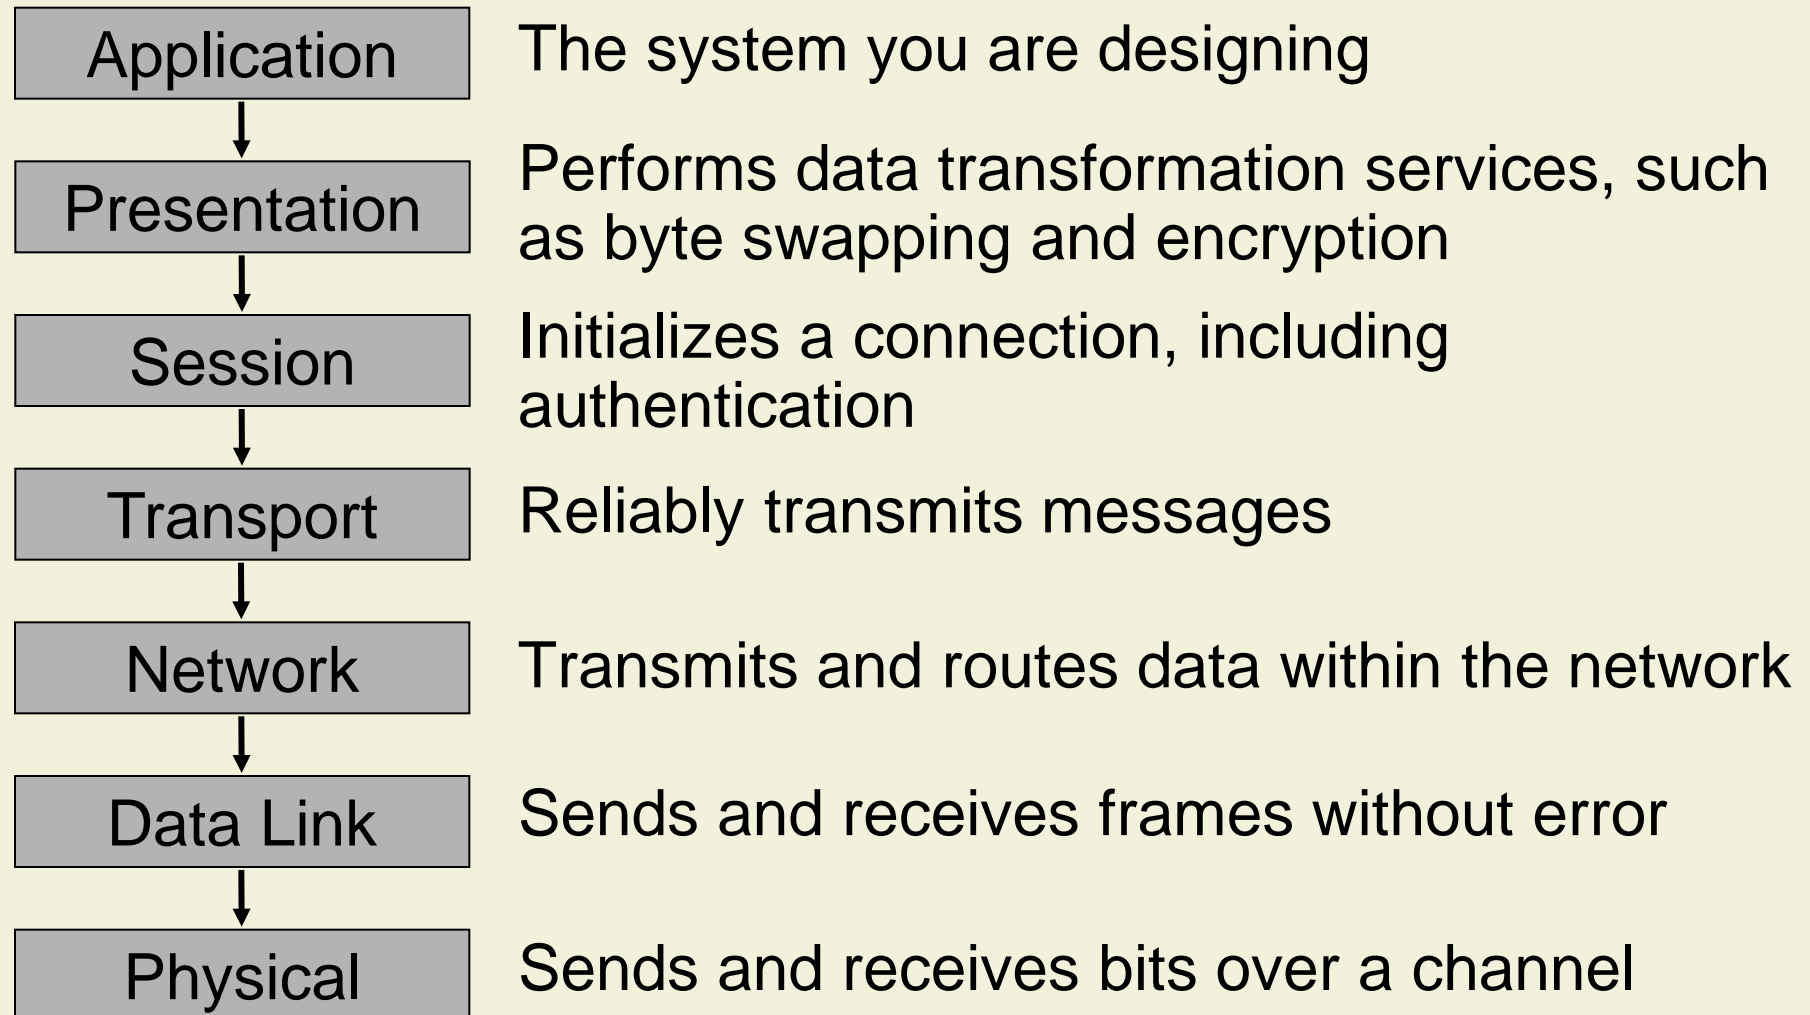 Application
The system you are designing
Presentation
Performs data transformation services, such
as byte swapping and encryption
Session
Initializes a connection, including
authentication
Transport
Reliably transmits messages
Network
Transmits and routes data within the network
Data Link
Sends and receives frames without error
Physical
Sends and receives bits over a channel